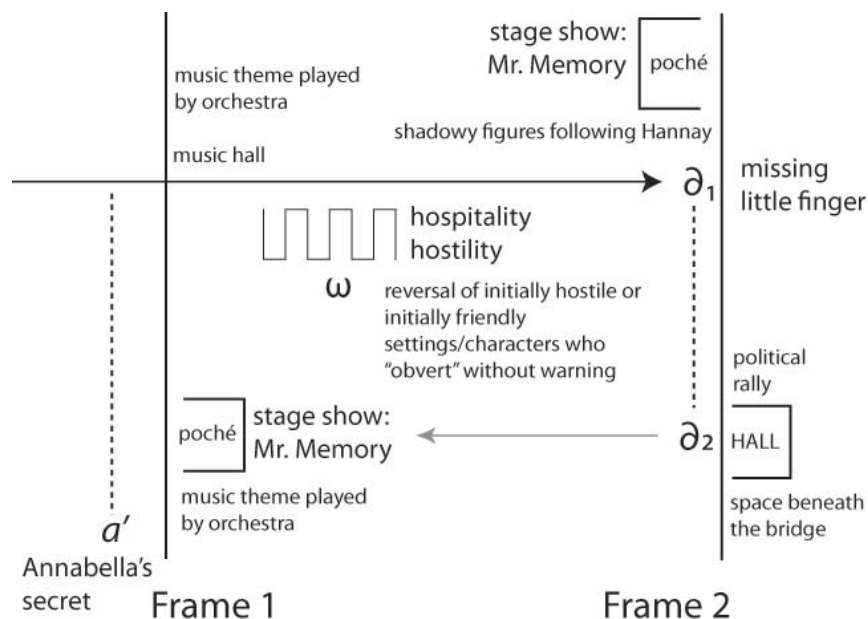 stage show:
Mr. Memory
poché
music theme played
by orchestra
shadowy figures following Hannay
music hall
∂1
missing
little finger
hospitality
hostility
ω
reversal of initially hostile or
initially friendly
settings/characters who
“obvert” without warning
political
rally
poché
stage show:
Mr. Memory
∂2
HALL
music theme played
by orchestra
space beneath
the bridge
a′
Annabella’s
secret
Frame 1
Frame 2